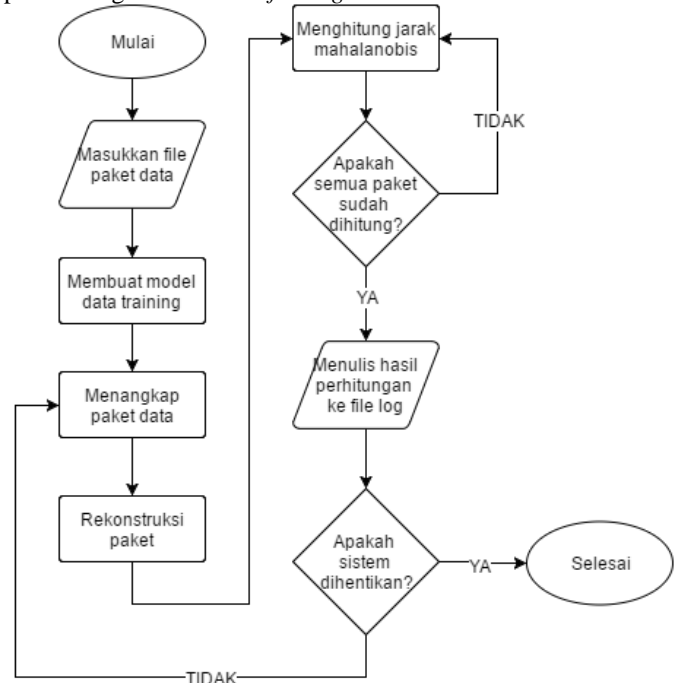 Mulai
Masukkan file
paket data
Membuat model
data training
Menangkap
paket data
Rekonstruksi
paket
Menghitung jarak
mahalanobis
TIDAK
Apakah
semua paket
sudah
dihitung?
YA
Menulis hasil
perhitungan
ke file log
Apakah
sistem
dihentikan?
YA
Selesai
TIDAK